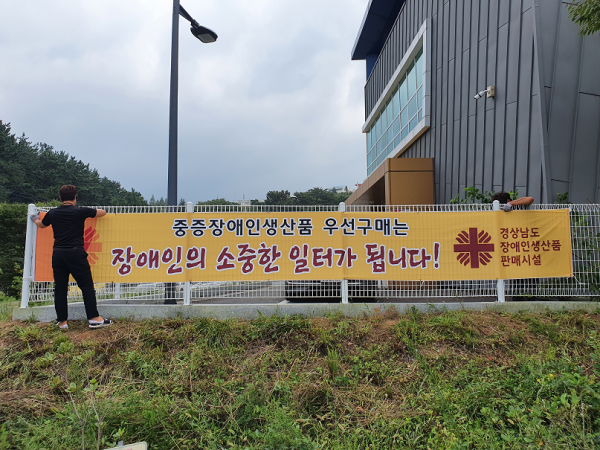 중증장애인생산품 우선구매는
장애인의 소중한 일터가 됩니다!
경상남도
장애인생산품
판매시설